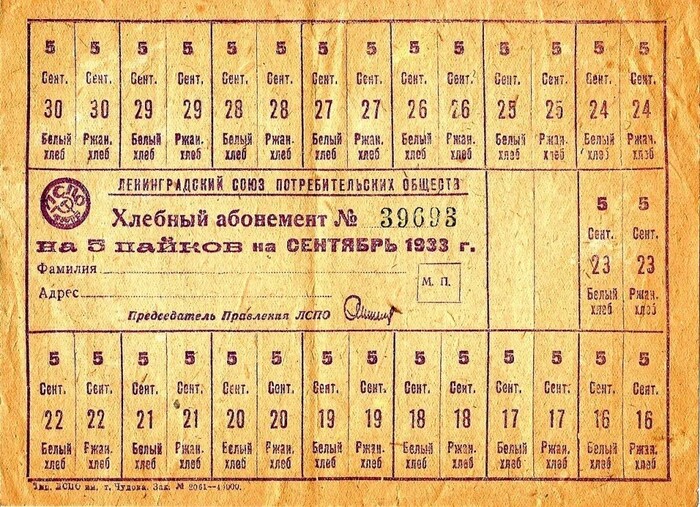 5 5 5 5 5 5 5 5 5 5 5 5 5 5
Сент. Сент. Сент. Сент. Сент. Сент. Сент. Сент. Сент. Сент. Сент. Сент. Сент. Сент.
30 30 29 29 28 28 27 27 26 26 25 25 24 24
Белый Ржан. Белый Ржан. Белый Ржан. Белый Ржан. Белый Ржан. Белый Ржан. Белый Ржан.
хлеб хлеб хлеб хлеб хлеб хлеб хлеб хлеб хлеб хлеб хлеб хлеб хлеб хлеб
ЛСПО
ЛЕНИНГРАДСКИЙ СОЮЗ ПОТРЕБИТЕЛЬСКИХ ОБЩЕСТВ
Хлебный абонемент № 39693
на 5 пайков на СЕНТЯБРЬ 1933 г.
Фамилия
Адрес
М. П.
Председатель Правления ЛСПО
5 5
Сент. Сент.
23 23
Белый Ржан.
хлеб хлеб
5 5 5 5 5 5 5 5 5 5 5 5 5 5
Сент. Сент. Сент. Сент. Сент. Сент. Сент. Сент. Сент. Сент. Сент. Сент. Сент. Сент.
22 22 21 21 20 20 19 19 18 18 17 17 16 16
Белый Ржан. Белый Ржан. Белый Ржан. Белый Ржан. Белый Ржан. Белый Ржан. Белый Ржан.
хлеб хлеб хлеб хлеб хлеб хлеб хлеб хлеб хлеб хлеб хлеб хлеб хлеб хлеб
Тип. ЛСПО им. т. Чудова. Зак. № 2061—